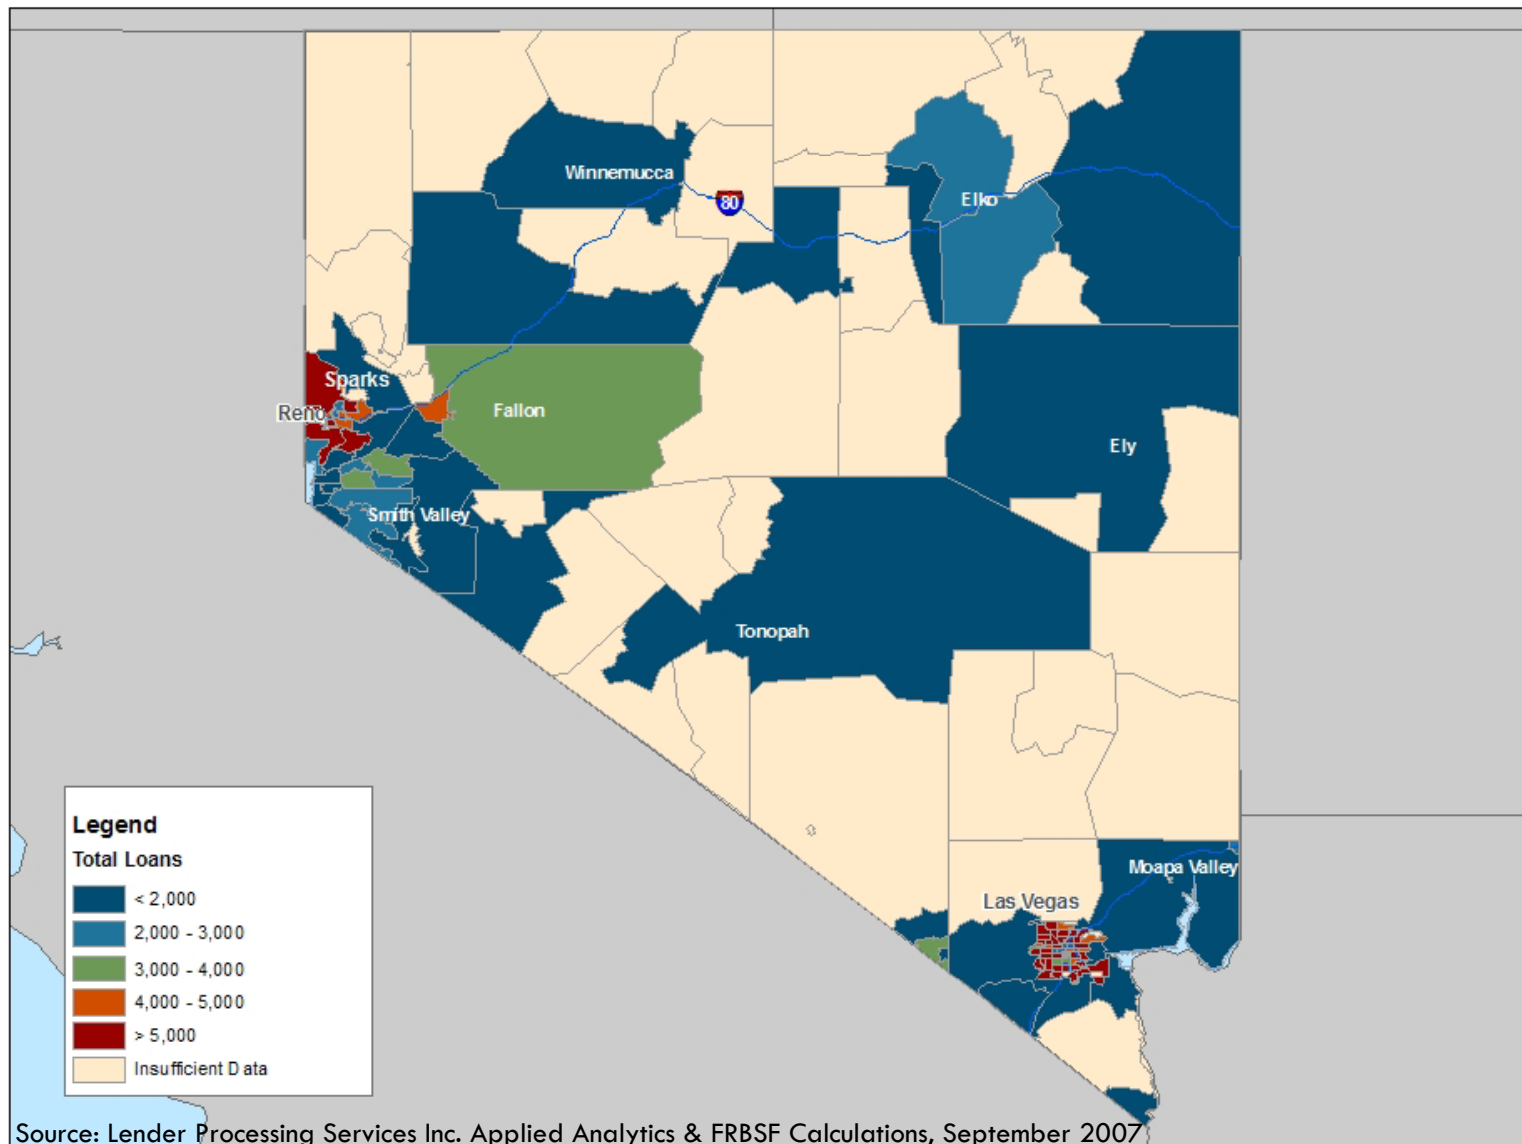 Winnemucca
80
Elko
Sparks
Reno
Fallon
Ely
Smith Valley
Tonopah
Moapa Valley
Las Vegas
Legend
Total Loans
< 2,000
2,000 - 3,000
3,000 - 4,000
4,000 - 5,000
> 5,000
Insufficient Data
Source: Lender Processing Services Inc. Applied Analytics & FRBSF Calculations, September 2007